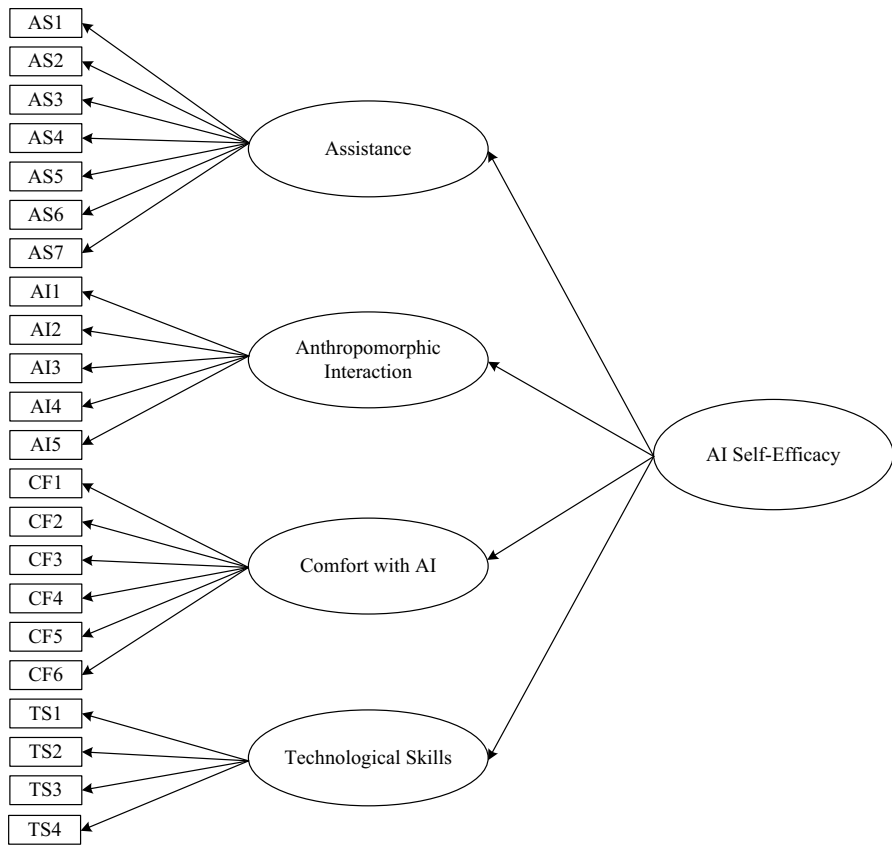 AS1
AS2
AS3
AS4
AS5
AS6
AS7
AI1
AI2
AI3
AI4
AI5
CF1
CF2
CF3
CF4
CF5
CF6
TS1
TS2
TS3
TS4
Assistance
Anthropomorphic
Interaction
Comfort with AI
Technological Skills
AI Self-Efficacy